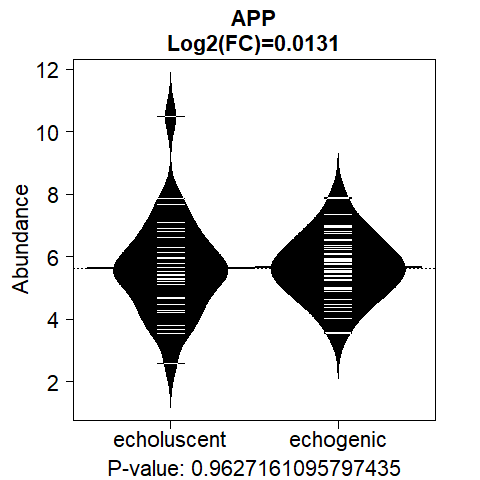 APP
Log2(FC)=0.0131
Abundance
12
10
8
6
4
2
echoluscent echogenic
P-value: 0.9627161095797435